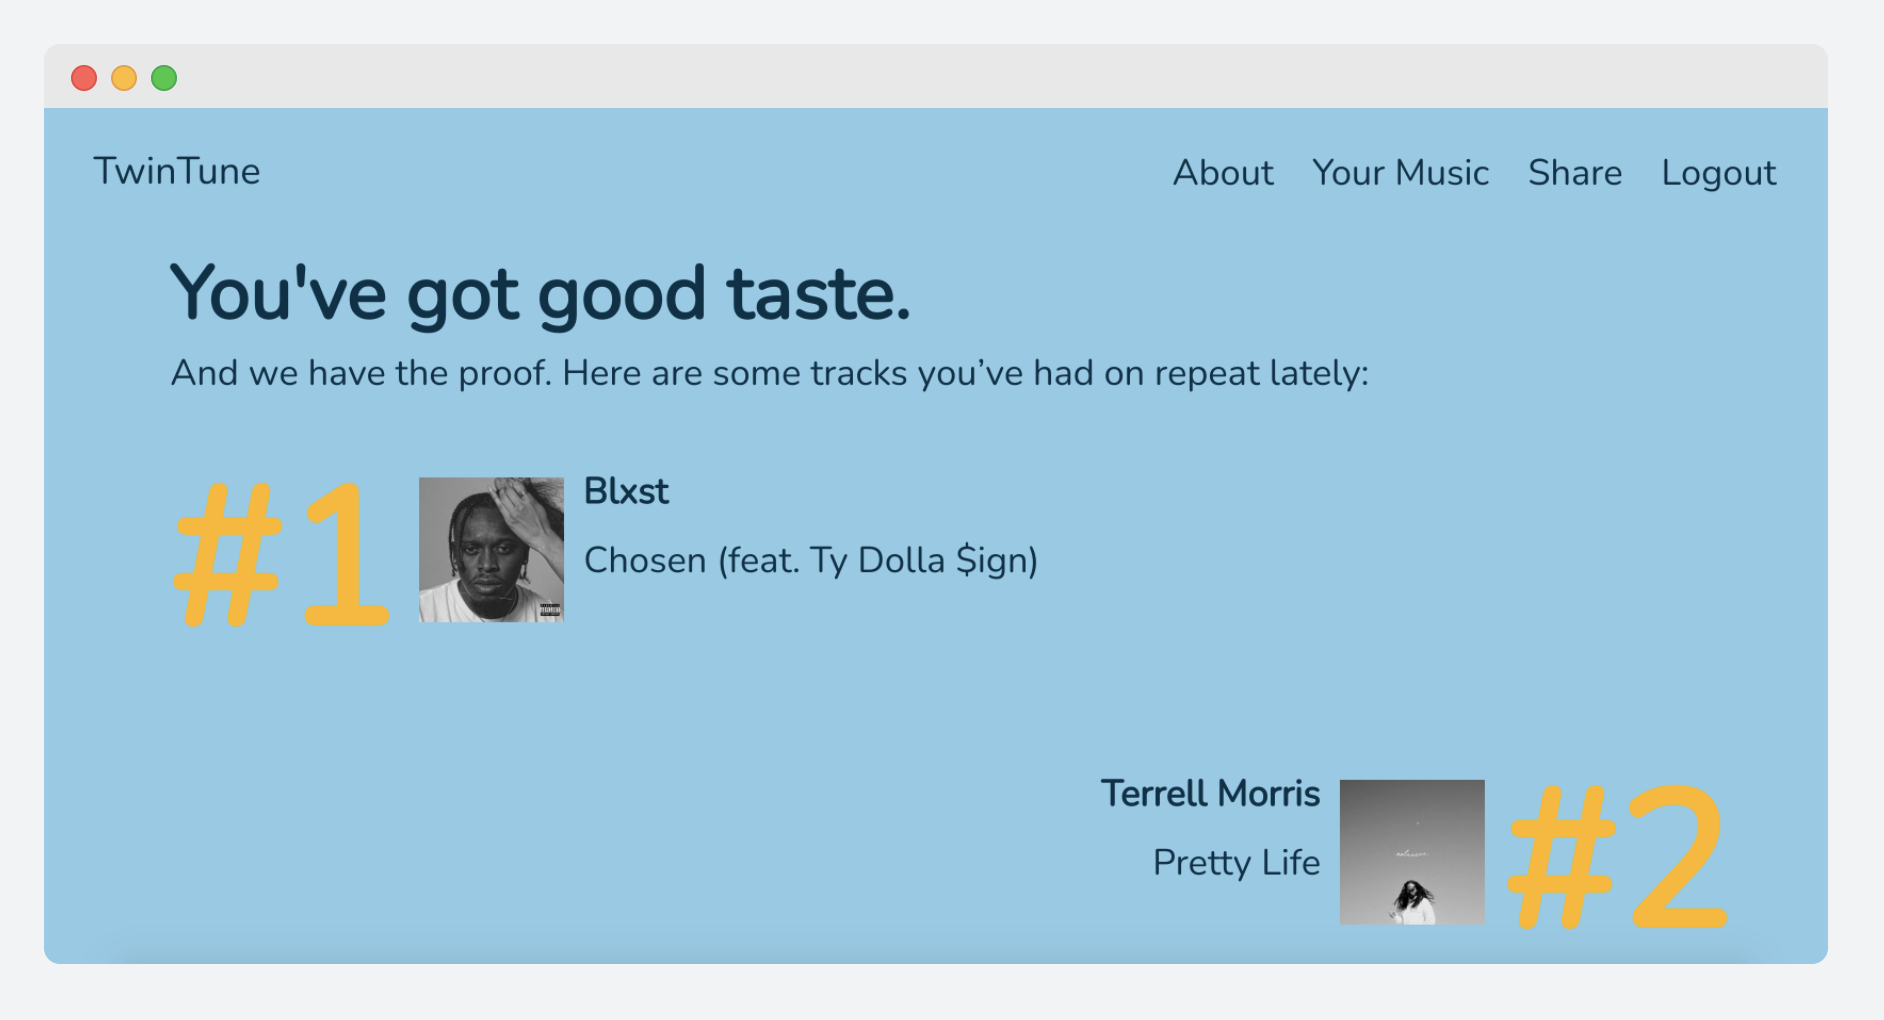 TwinTune
About
Your Music
Share
Logout
You've got good taste.
And we have the proof. Here are some tracks you’ve had on repeat lately:
#1
Blxst
Chosen (feat. Ty Dolla $ign)
Terrell Morris
Pretty Life
#2